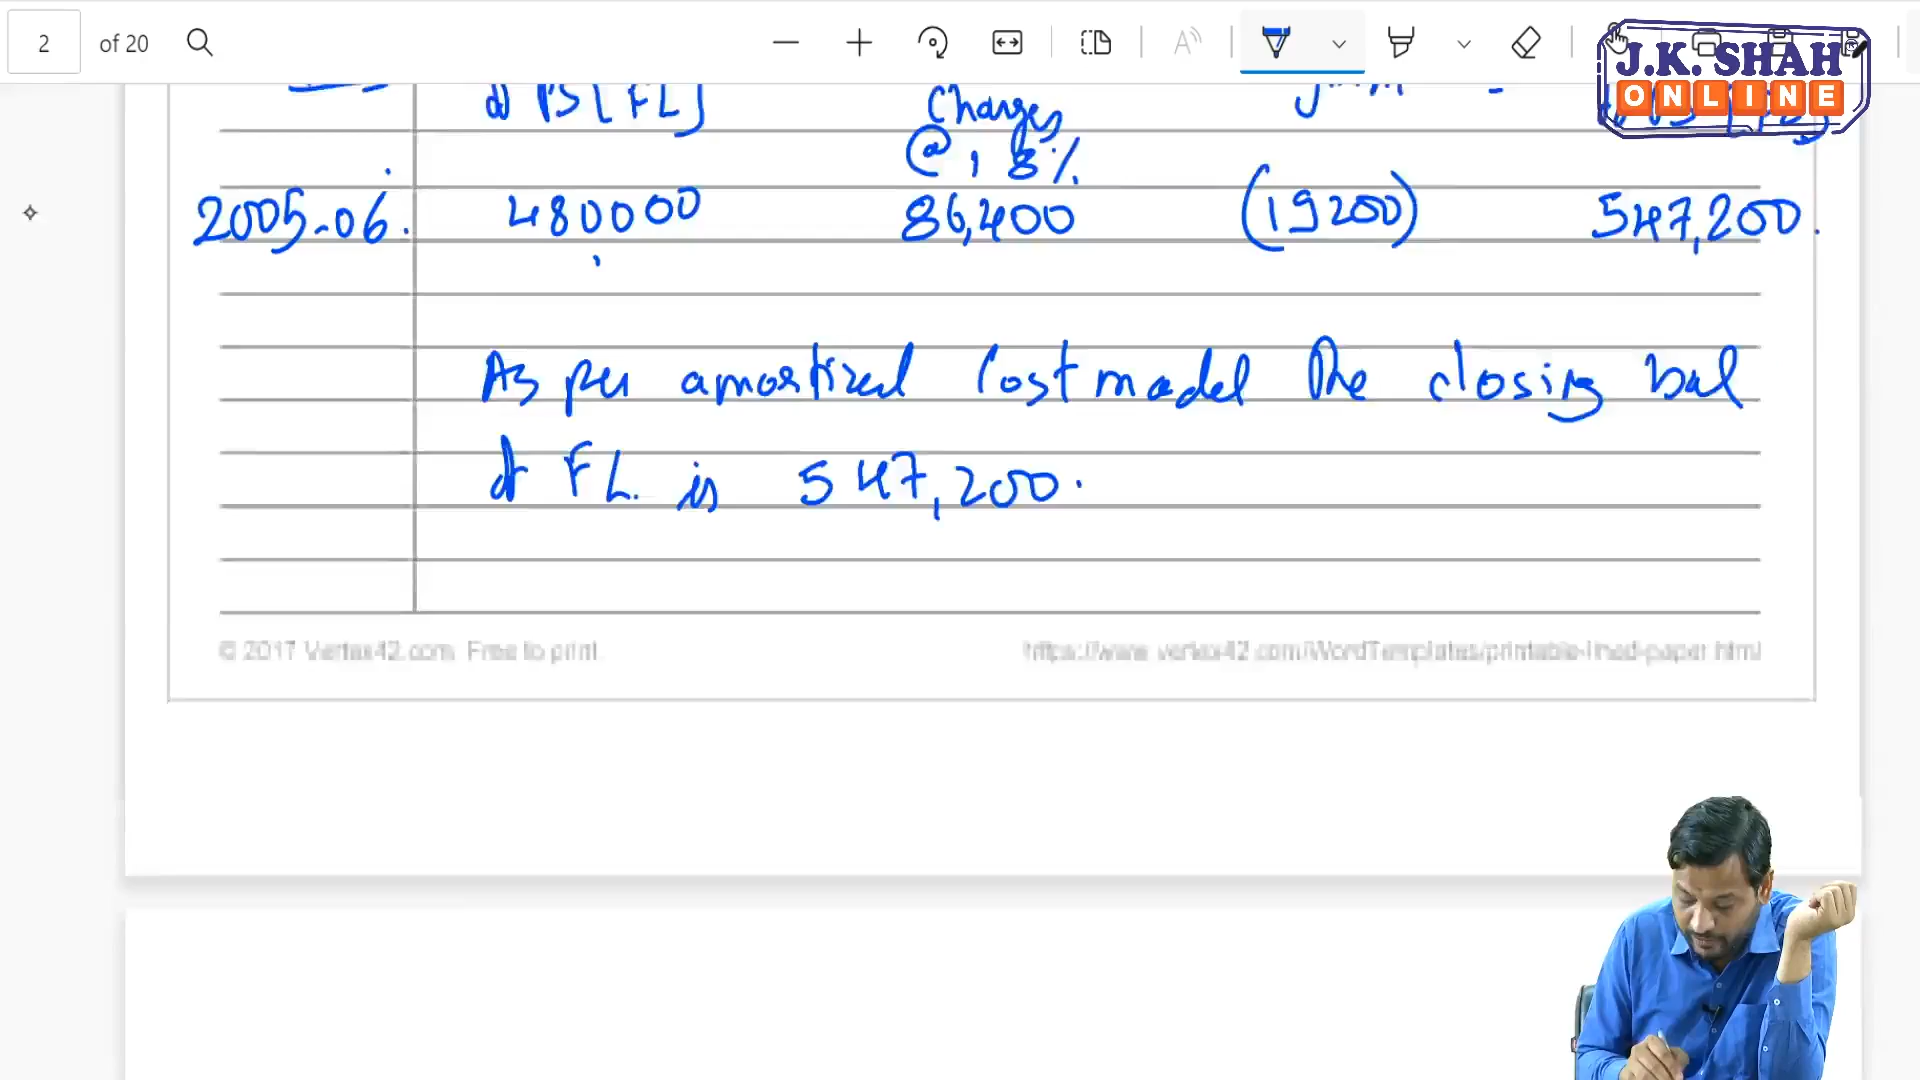 2 of 20
J.K. SHAH
ONLINE
of PS [FL] Charges
@ 18%
2005-06. 480000 86,400 (19200) 547,200.
As per amortized Cost model the closing bal
of FL. is 547,200.
© 2017 Vertex42.com. Free to print. https://www.vertex42.com/WordTemplates/printable-lined-paper.html